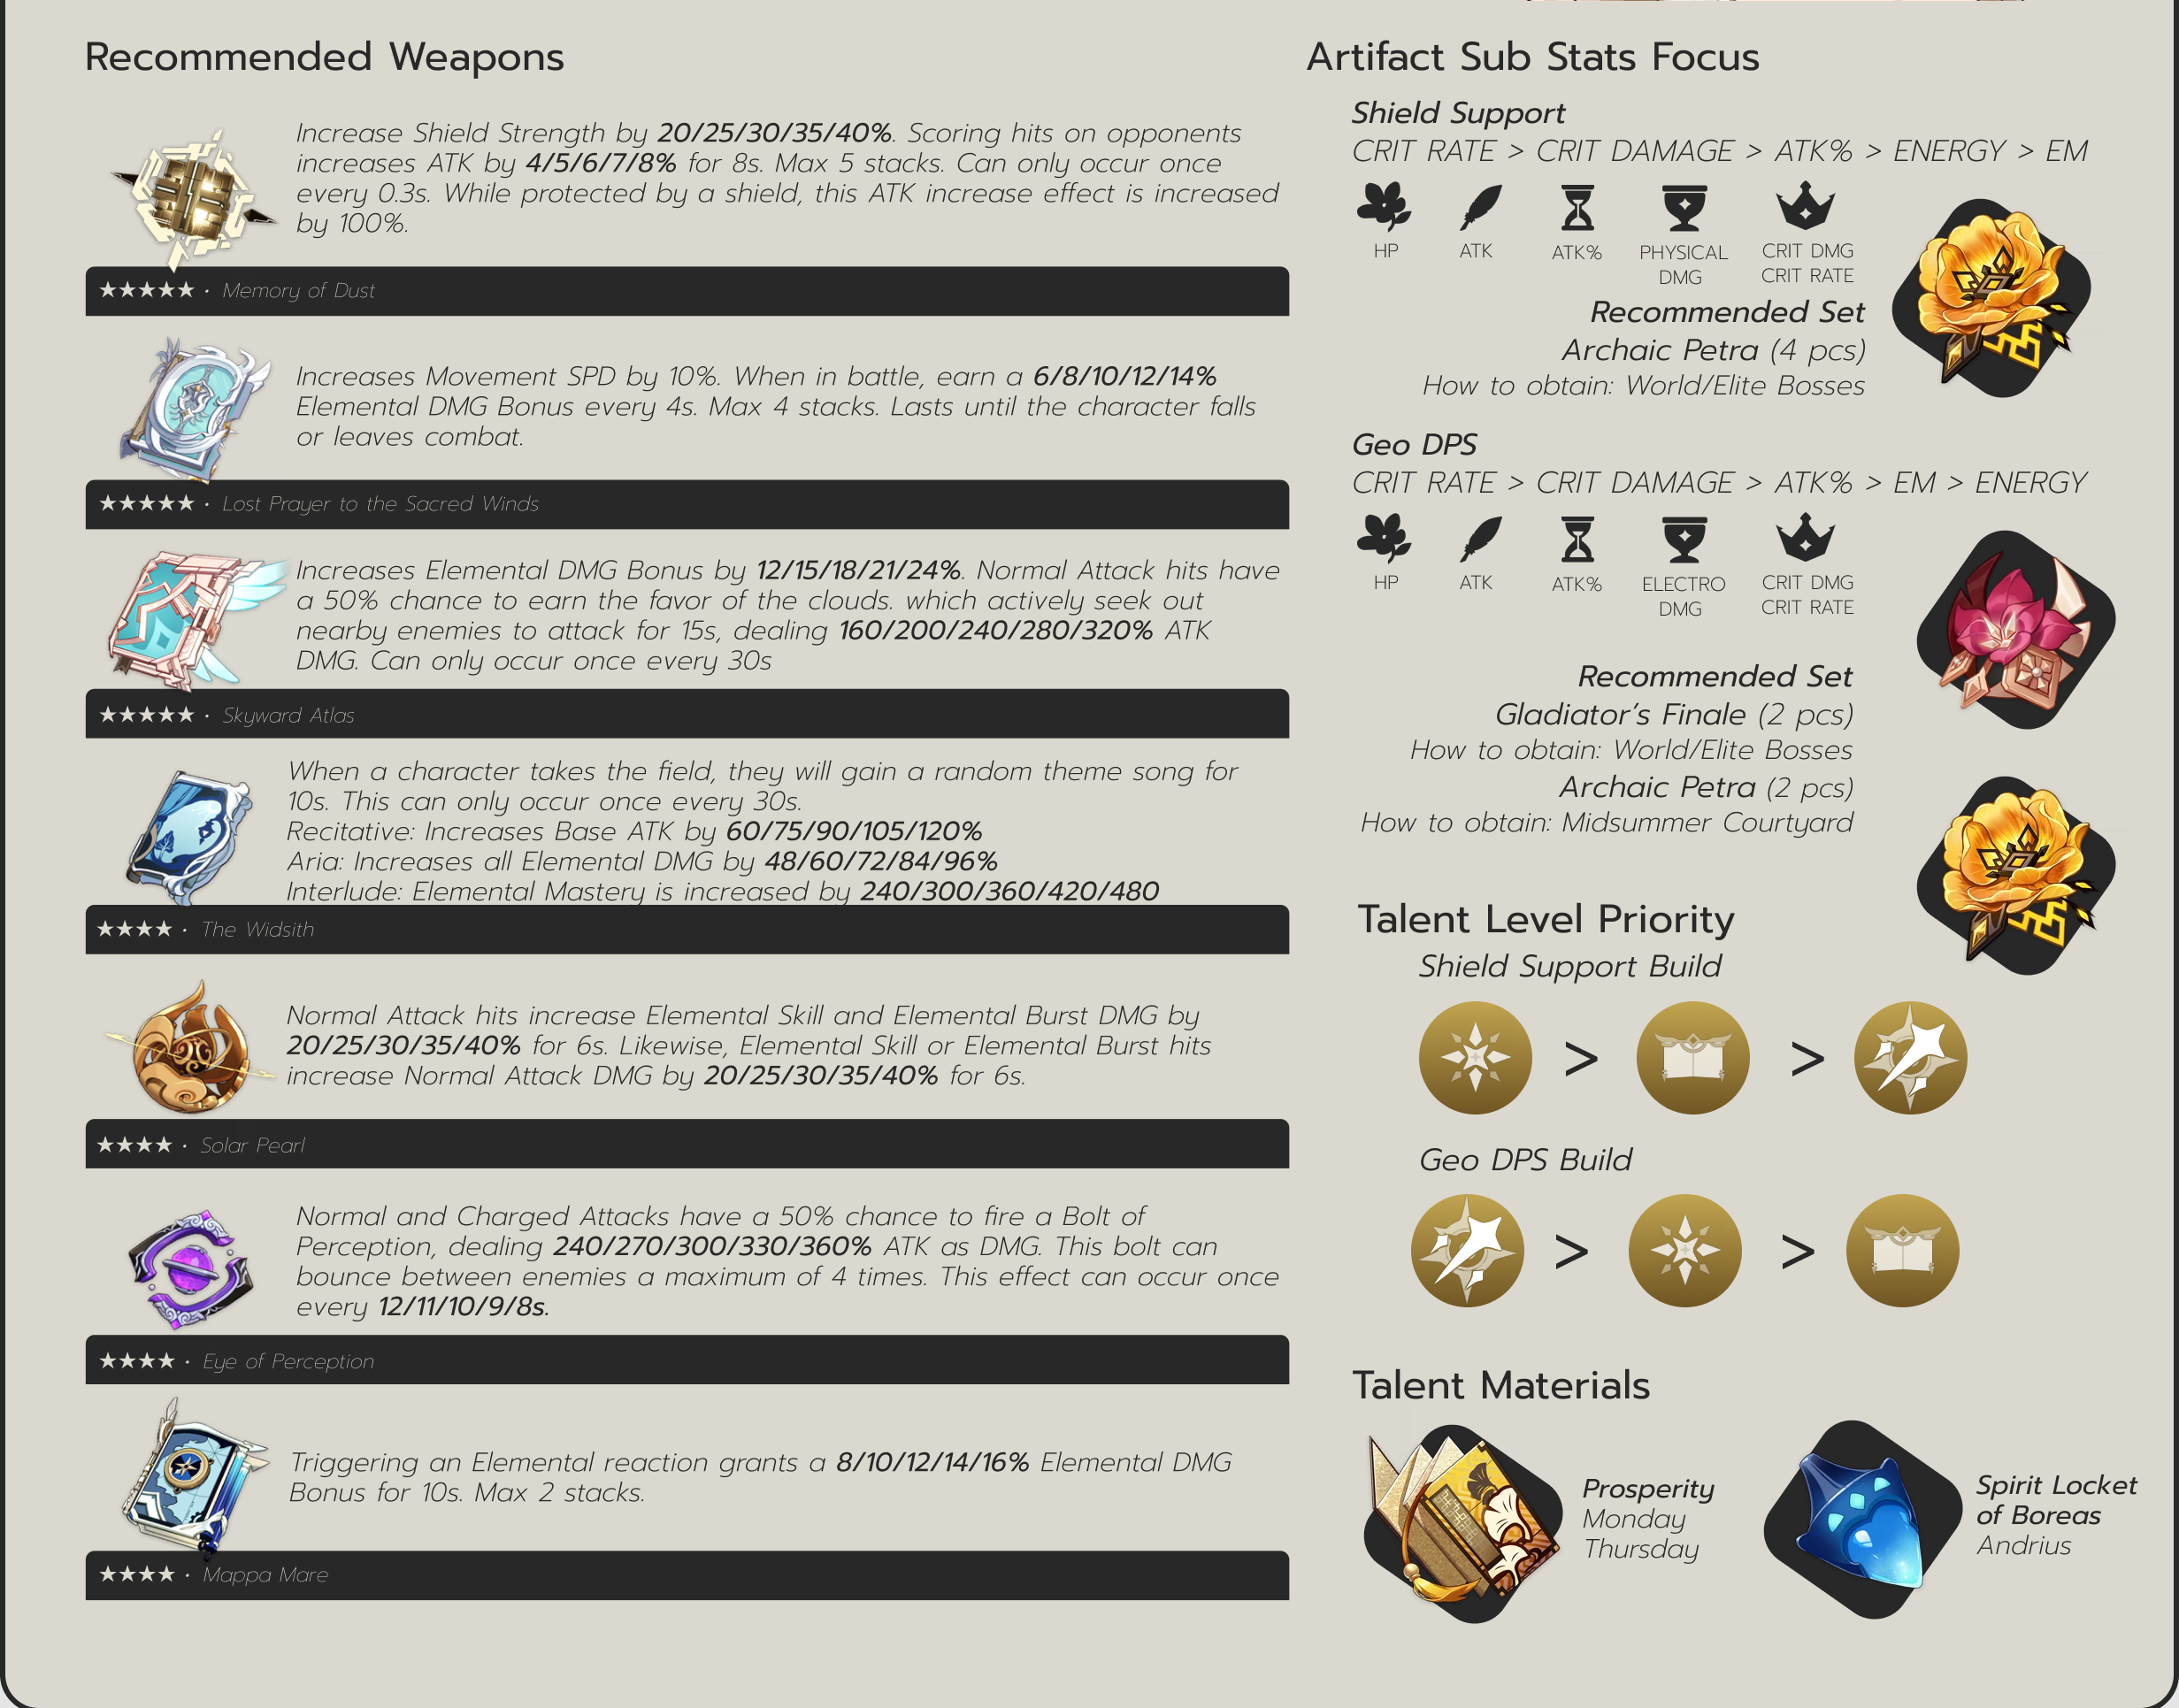 Recommended Weapons
Increase Shield Strength by 20/25/30/35/40%. Scoring hits on opponents
increases ATK by 4/5/6/7/8% for 8s. Max 5 stacks. Can only occur once
every 0.3s. While protected by a shield, this ATK increase effect is increased
by 100%.
★★★★★ · Memory of Dust
Increases Movement SPD by 10%. When in battle, earn a 6/8/10/12/14%
Elemental DMG Bonus every 4s. Max 4 stacks. Lasts until the character falls
or leaves combat.
★★★★★ · Lost Prayer to the Sacred Winds
Increases Elemental DMG Bonus by 12/15/18/21/24%. Normal Attack hits have
a 50% chance to earn the favor of the clouds. which actively seek out
nearby enemies to attack for 15s, dealing 160/200/240/280/320% ATK
DMG. Can only occur once every 30s
★★★★★ · Skyward Atlas
When a character takes the field, they will gain a random theme song for
10s. This can only occur once every 30s.
Recitative: Increases Base ATK by 60/75/90/105/120%
Aria: Increases all Elemental DMG by 48/60/72/84/96%
Interlude: Elemental Mastery is increased by 240/300/360/420/480
★★★★ · The Widsith
Normal Attack hits increase Elemental Skill and Elemental Burst DMG by
20/25/30/35/40% for 6s. Likewise, Elemental Skill or Elemental Burst hits
increase Normal Attack DMG by 20/25/30/35/40% for 6s.
★★★★ · Solar Pearl
Normal and Charged Attacks have a 50% chance to fire a Bolt of
Perception, dealing 240/270/300/330/360% ATK as DMG. This bolt can
bounce between enemies a maximum of 4 times. This effect can occur once
every 12/11/10/9/8s.
★★★★ · Eye of Perception
Triggering an Elemental reaction grants a 8/10/12/14/16% Elemental DMG
Bonus for 10s. Max 2 stacks.
★★★★ · Mappa Mare
Artifact Sub Stats Focus
Shield Support
CRIT RATE > CRIT DAMAGE > ATK% > ENERGY > EM
HP ATK ATK% PHYSICAL DMG CRIT DMG CRIT RATE
Recommended Set
Archaic Petra (4 pcs)
How to obtain: World/Elite Bosses
Geo DPS
CRIT RATE > CRIT DAMAGE > ATK% > EM > ENERGY
HP ATK ATK% ELECTRO DMG CRIT DMG CRIT RATE
Recommended Set
Gladiator's Finale (2 pcs)
How to obtain: World/Elite Bosses
Archaic Petra (2 pcs)
How to obtain: Midsummer Courtyard
Talent Level Priority
Shield Support Build
> >
Geo DPS Build
> >
Talent Materials
Prosperity
Monday
Thursday
Spirit Locket
of Boreas
Andrius